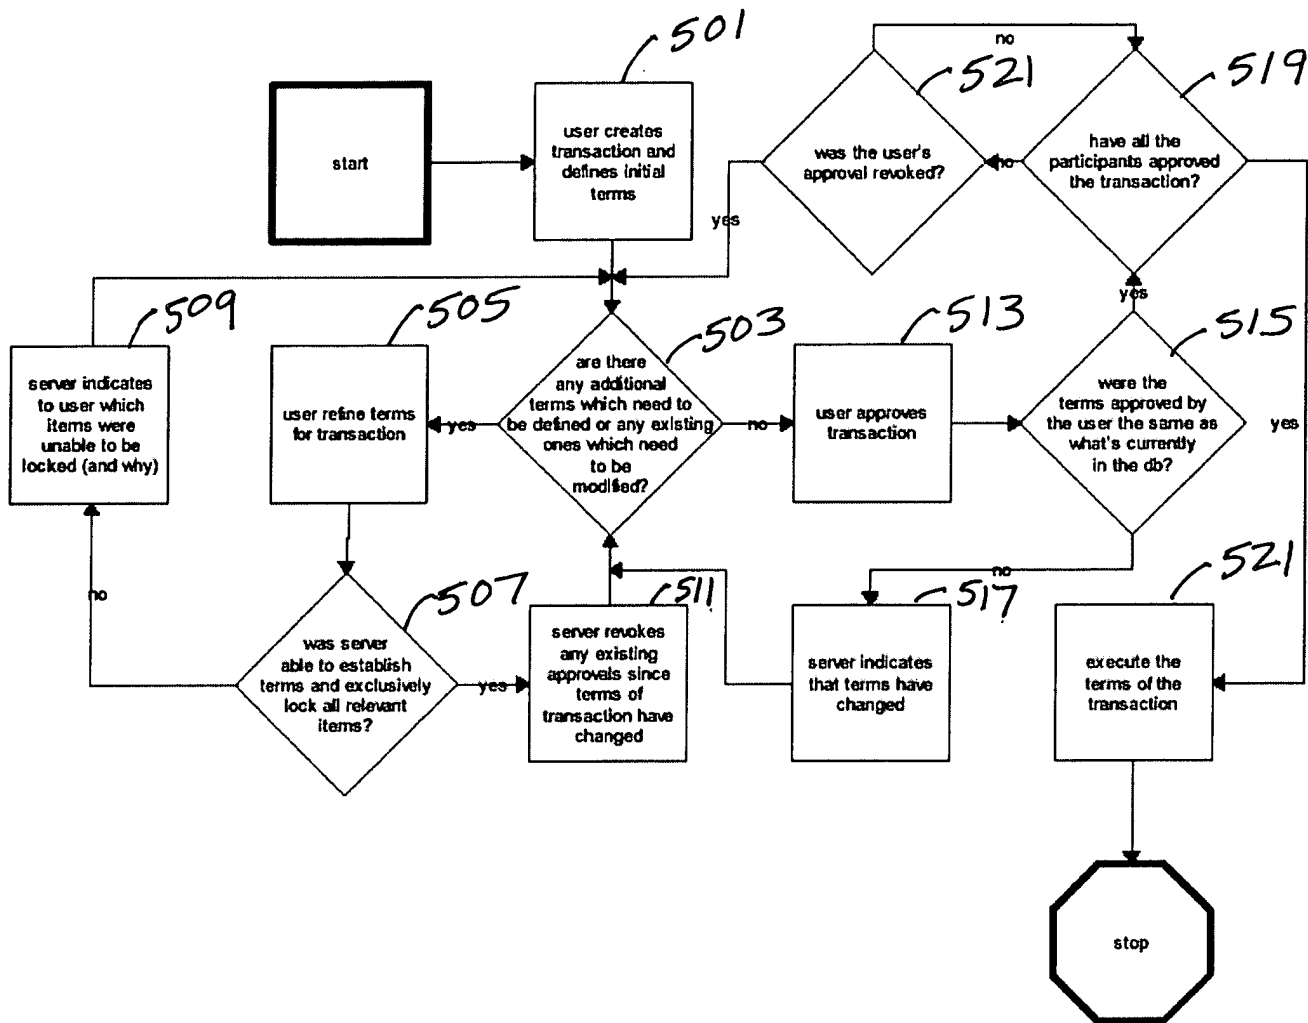 start
501
user creates
transaction and
defines initial
terms
no
521
was the user's
approval revoked?
yes
no
519
have all the
participants approved
the transaction?
yes
509
server indicates
to user which
items were
unable to be
locked (and why)
505
user refine terms
for transaction
yes
503
are there
any additional
terms which need to
be defined or any existing
ones which need
to be
modified?
no
513
user approves
transaction
yes
515
were the
terms approved by
the user the same as
what's currently
in the db?
no
no
507
was server
able to establish
terms and exclusively
lock all relevant
items?
yes
511
server revokes
any existing
approvals since
terms of
transaction have
changed
517
server indicates
that terms have
changed
521
execute the
terms of the
transaction
stop